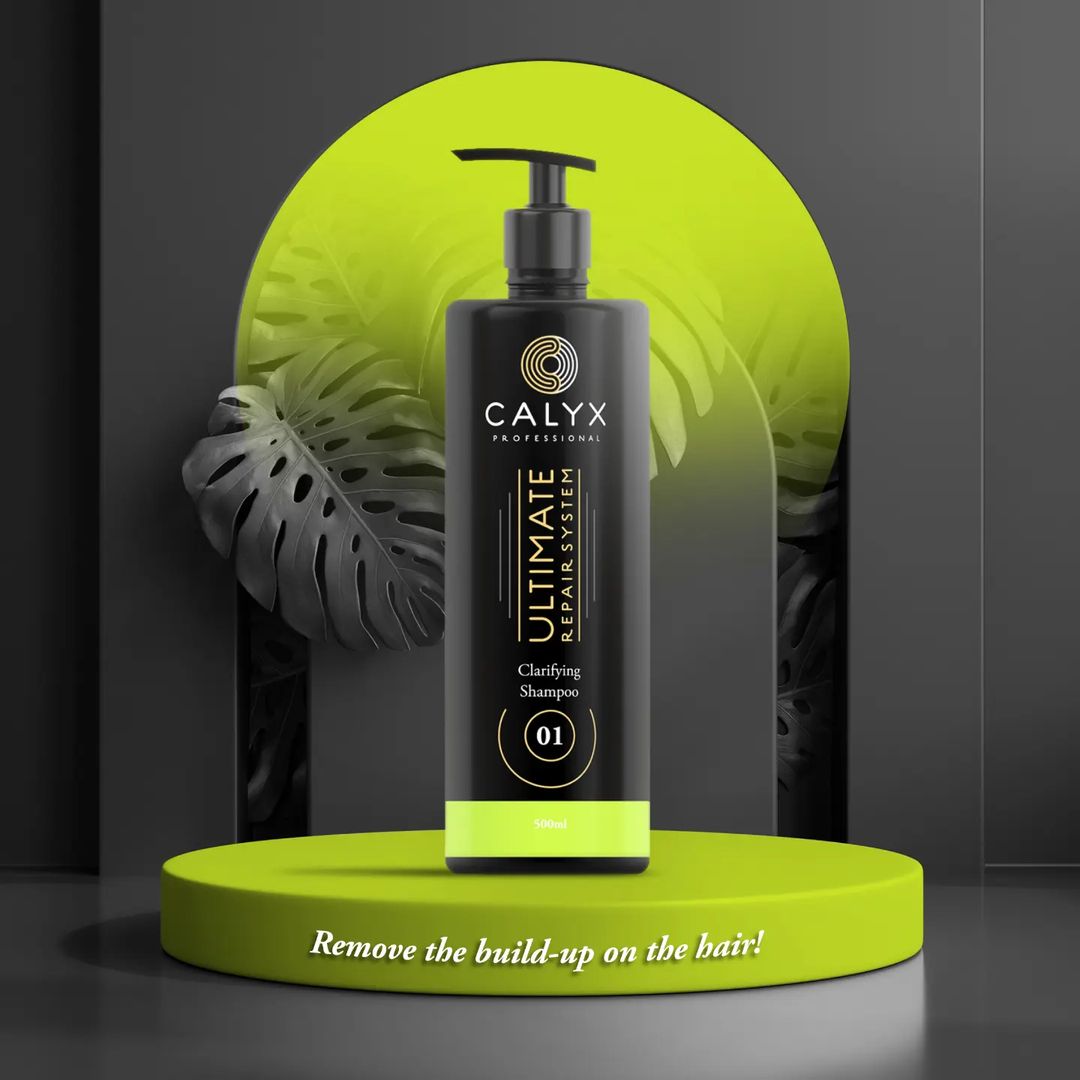 CALYX
PROFESSIONAL
ULTIMATE
REPAIR SYSTEM
Clarifying
Shampoo
01
500ml
Remove the build-up on the hair!